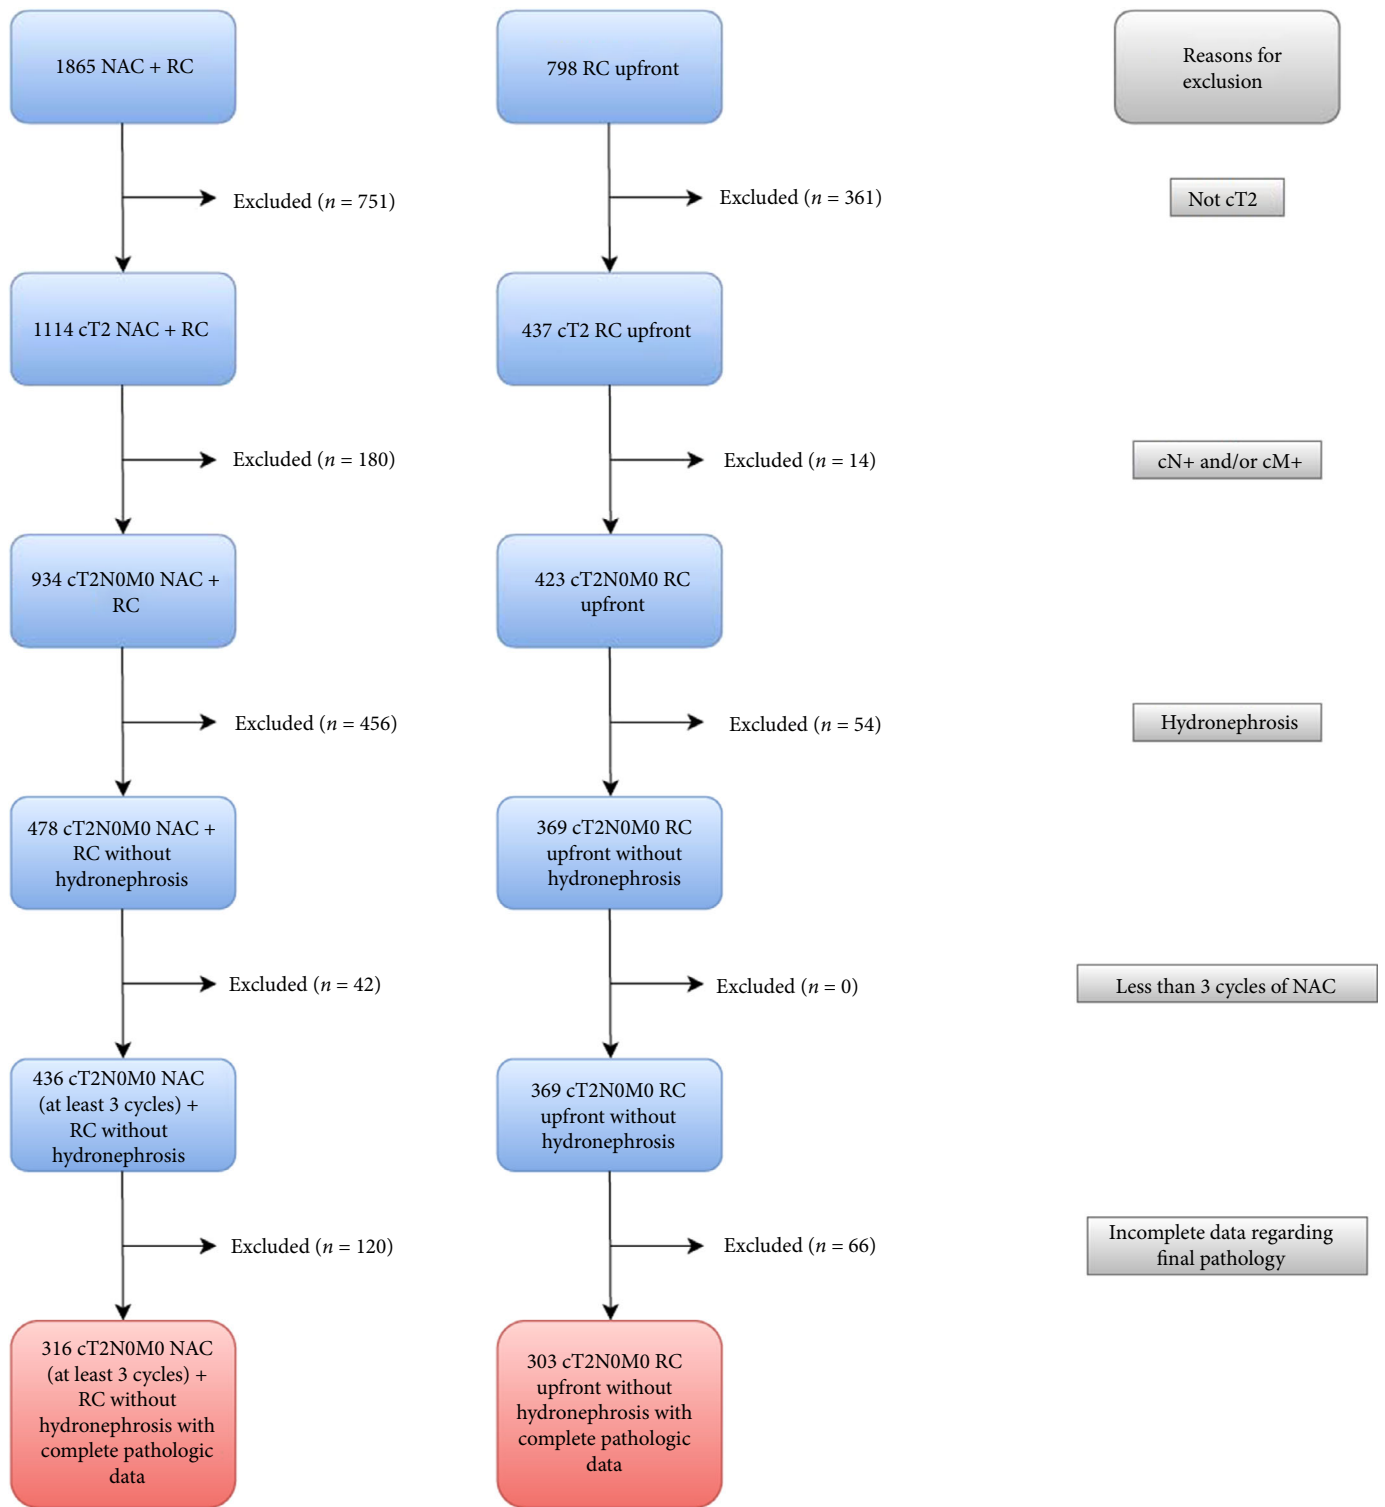 1865 NAC + RC
798 RC upfront
Reasons for
exclusion
Excluded (n = 751)
Excluded (n = 361)
Not cT2
1114 cT2 NAC + RC
437 cT2 RC upfront
Excluded (n = 180)
Excluded (n = 14)
cN+ and/or cM+
934 cT2N0M0 NAC +
RC
423 cT2N0M0 RC
upfront
Excluded (n = 456)
Excluded (n = 54)
Hydronephrosis
478 cT2N0M0 NAC +
RC without
hydronephrosis
369 cT2N0M0 RC
upfront without
hydronephrosis
Excluded (n = 42)
Excluded (n = 0)
Less than 3 cycles of NAC
436 cT2N0M0 NAC
(at least 3 cycles) +
RC without
hydronephrosis
369 cT2N0M0 RC
upfront without
hydronephrosis
Excluded (n = 120)
Excluded (n = 66)
Incomplete data regarding
final pathology
316 cT2N0M0 NAC
(at least 3 cycles) +
RC without
hydronephrosis with
complete pathologic
data
303 cT2N0M0 RC
upfront without
hydronephrosis with
complete pathologic
data